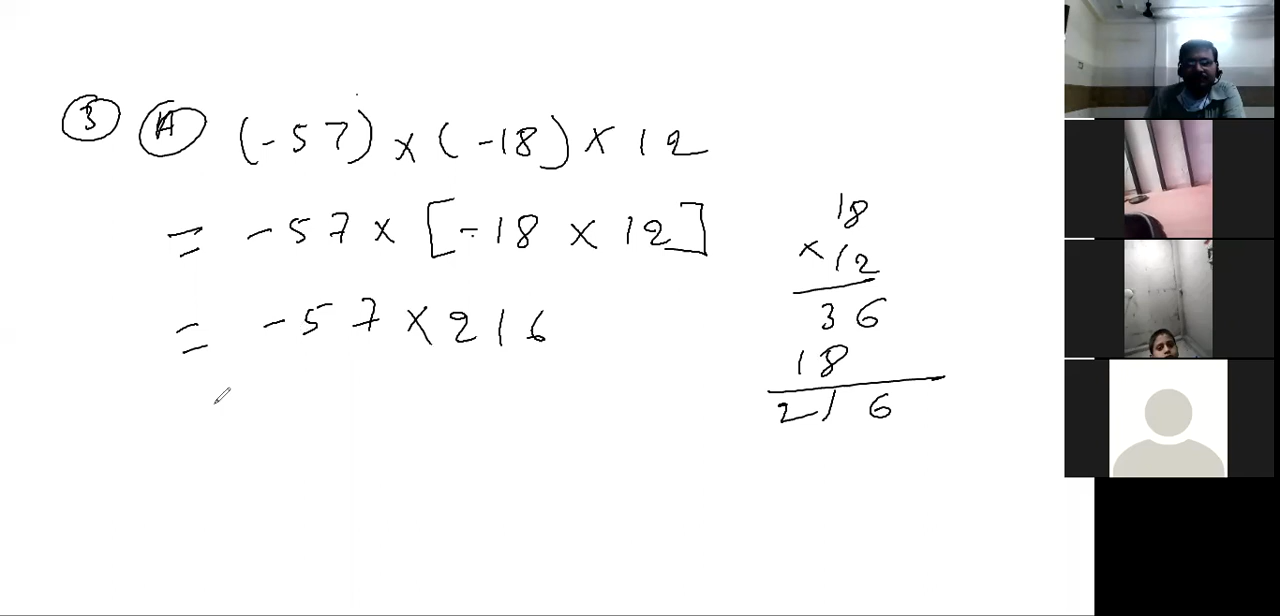 3 A (-57) × (-18) × 12
= -57 × [-18 × 12]
= -57 × 216
18
× 12
36
18
216